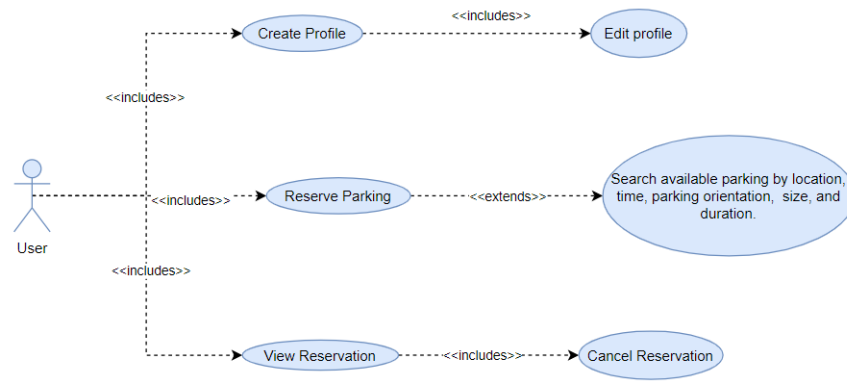 <<includes>>
Create Profile
Edit profile
<<includes>>
User
<<includes>>
Reserve Parking
<<extends>>
Search available parking by location,
time, parking orientation, size, and
duration.
<<includes>>
View Reservation
<<includes>>
Cancel Reservation